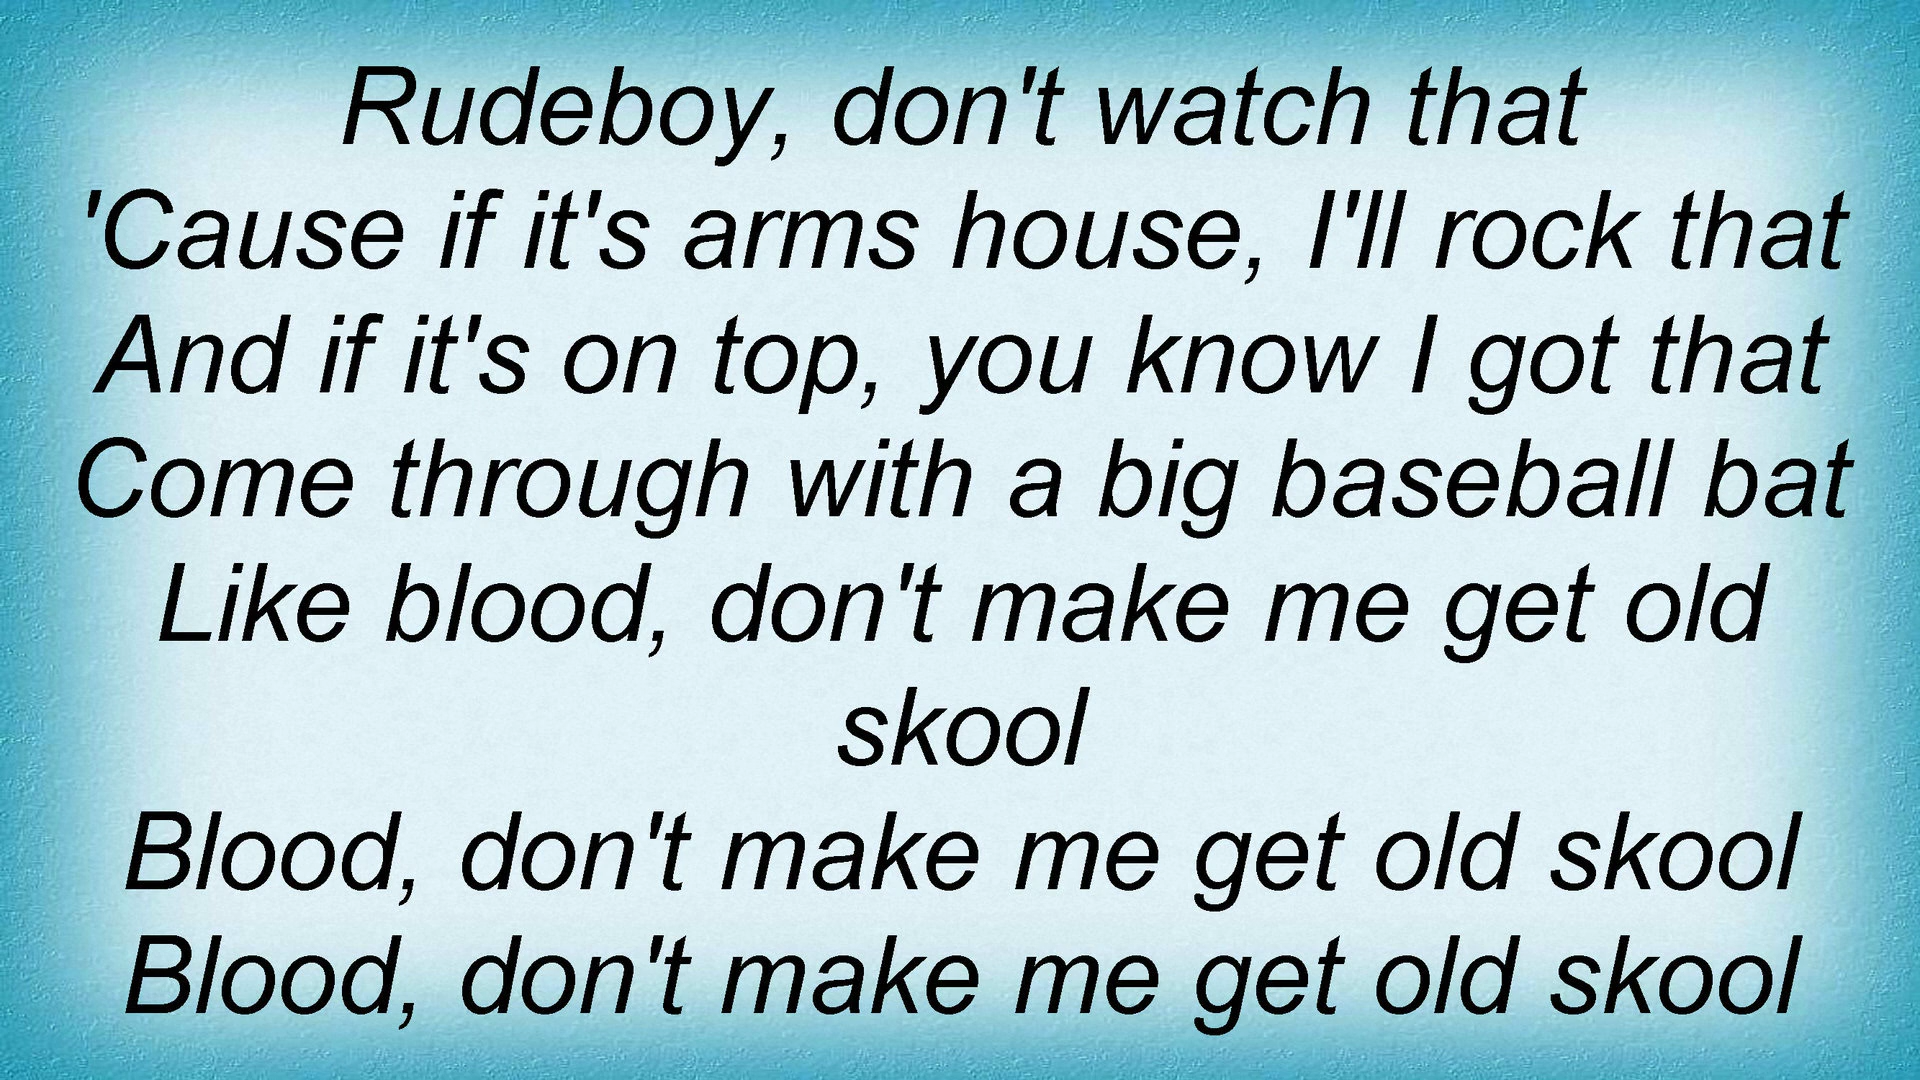 Rudeboy, don't watch that
'Cause if it's arms house, I'll rock that
And if it's on top, you know I got that
Come through with a big baseball bat
Like blood, don't make me get old
skool
Blood, don't make me get old skool
Blood, don't make me get old skool